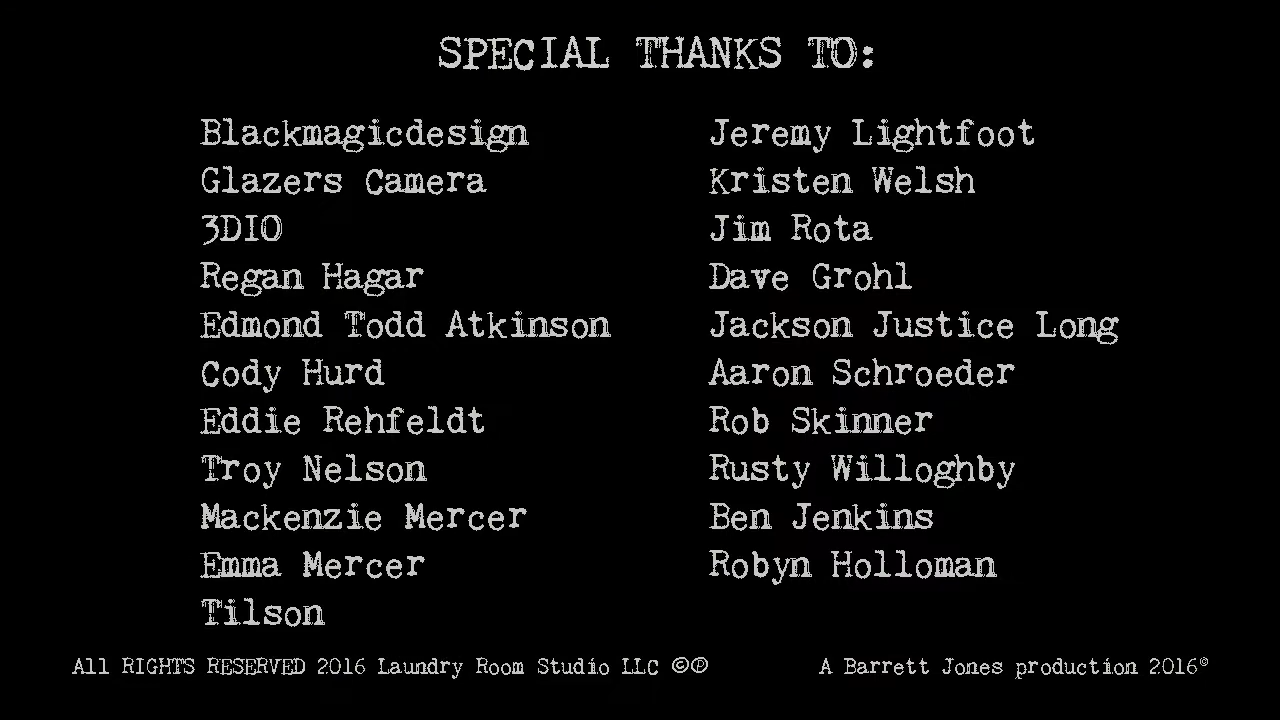 SPECIAL THANKS TO:
Blackmagicdesign
Glazers Camera
3DIO
Regan Hagar
Edmond Todd Atkinson
Cody Hurd
Eddie Rehfeldt
Troy Nelson
Mackenzie Mercer
Emma Mercer
Tilson
Jeremy Lightfoot
Kristen Welsh
Jim Rota
Dave Grohl
Jackson Justice Long
Aaron Schroeder
Rob Skinner
Rusty Willoghby
Ben Jenkins
Robyn Holloman
All RIGHTS RESERVED 2016 Laundry Room Studio LLC ©℗
A Barrett Jones production 2016©